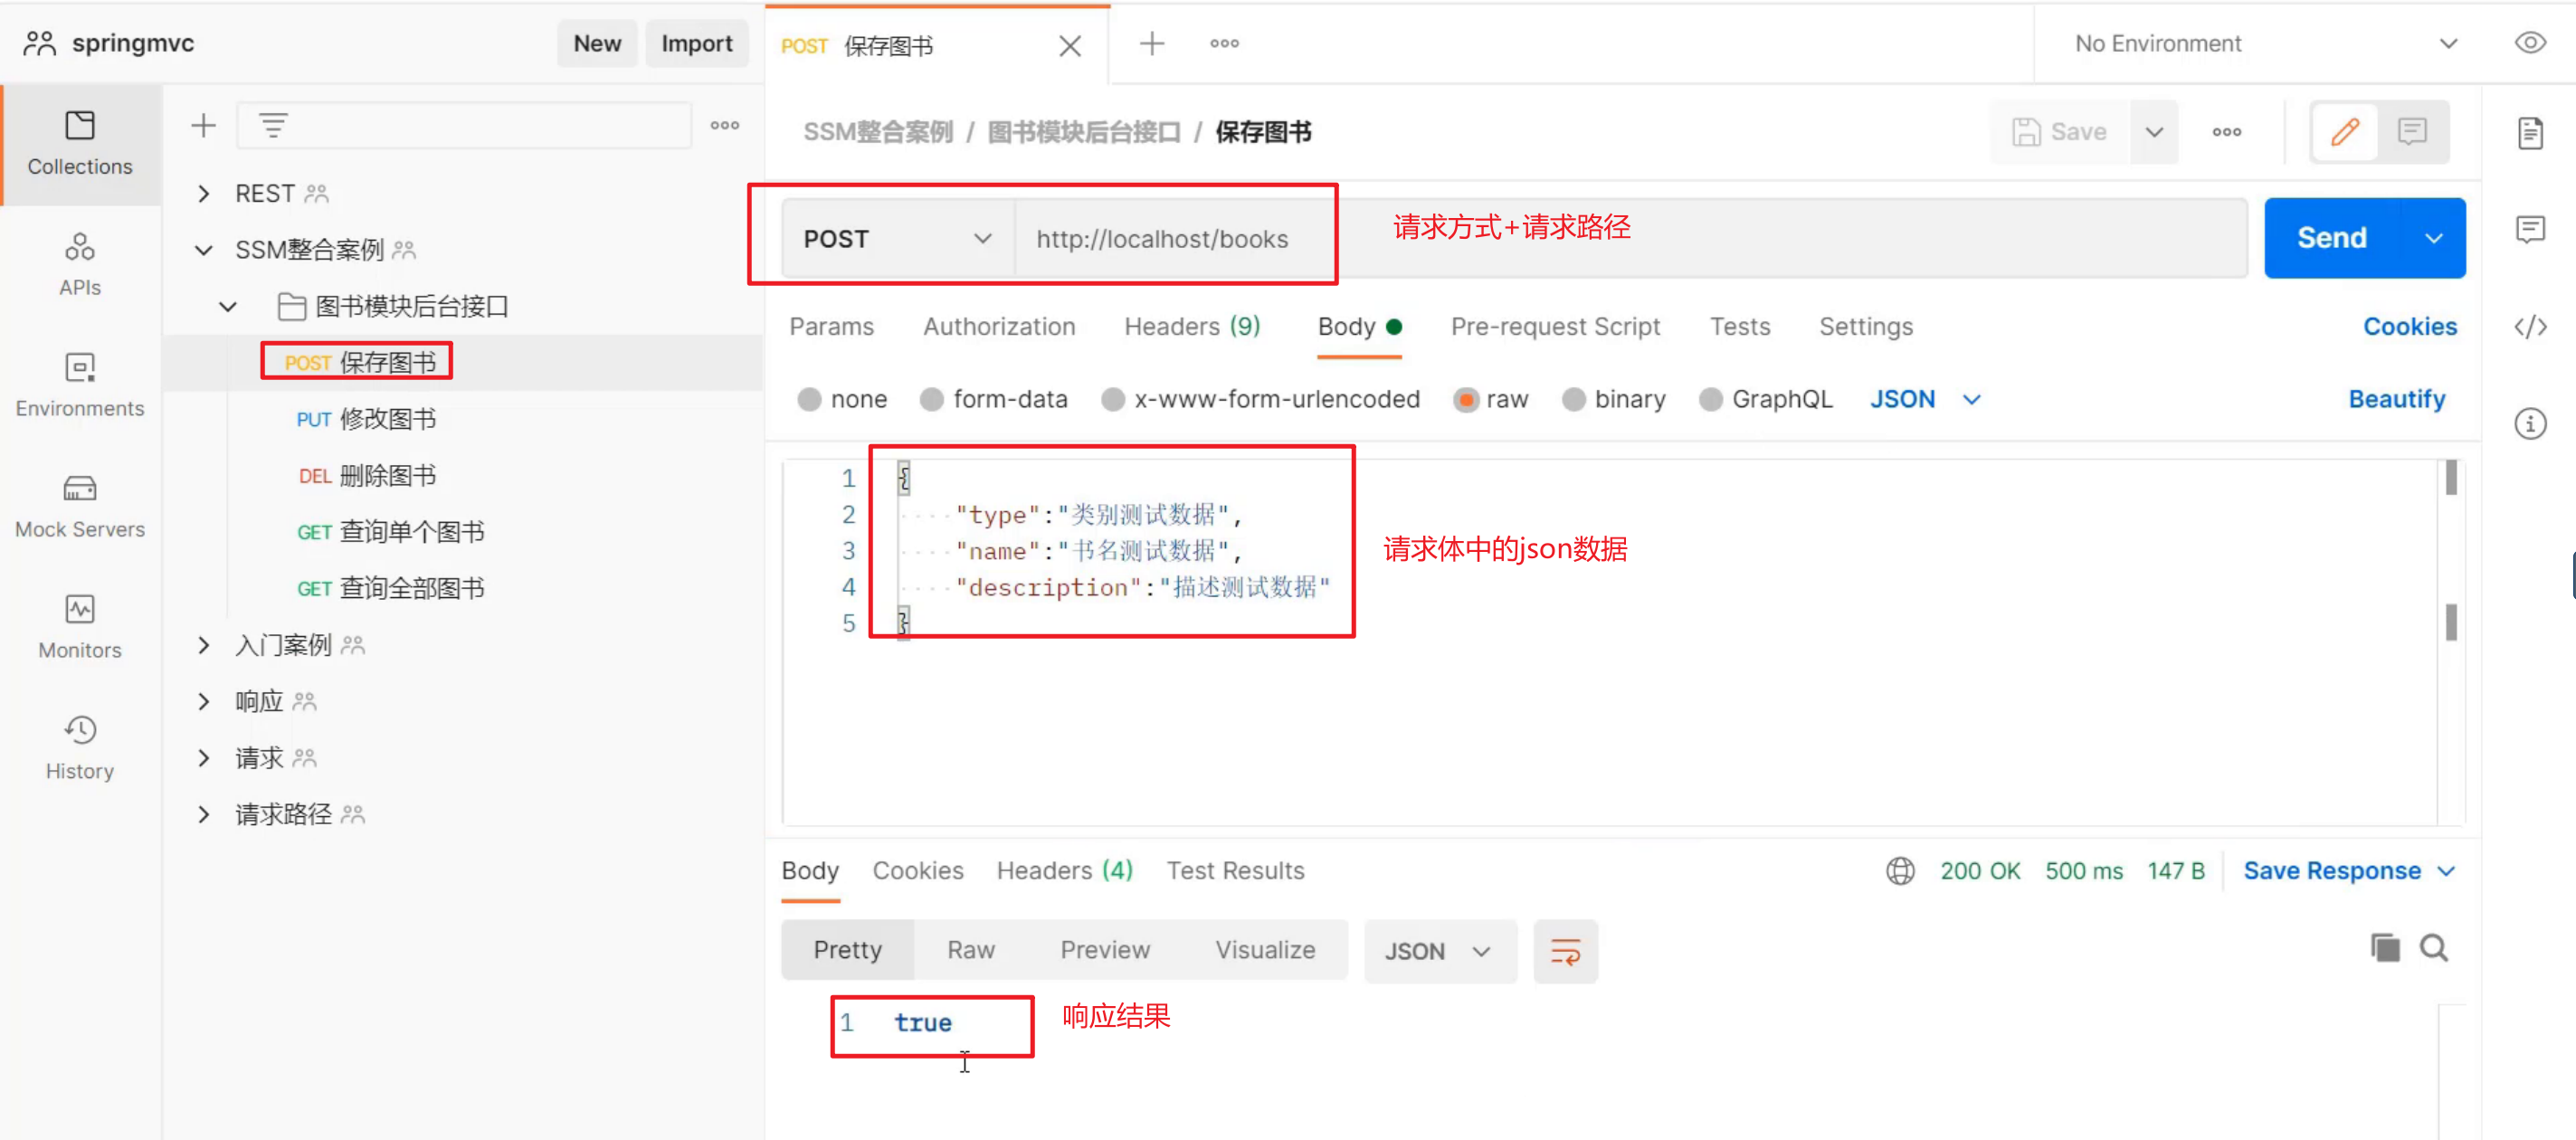 springmvc
New
Import
POST 保存图书
No Environment
Collections
APIs
Environments
Mock Servers
Monitors
History
REST
SSM整合案例
图书模块后台接口
POST 保存图书
PUT 修改图书
DEL 删除图书
GET 查询单个图书
GET 查询全部图书
入门案例
响应
请求
请求路径
SSM整合案例 / 图书模块后台接口 / 保存图书
Save
POST
http://localhost/books
请求方式+请求路径
Send
Params Authorization Headers (9) Body Pre-request Script Tests Settings Cookies
none form-data x-www-form-urlencoded raw binary GraphQL JSON Beautify
1 {
2 "type":"类别测试数据",
3 "name":"书名测试数据",
4 "description":"描述测试数据"
5 }
请求体中的json数据
Body Cookies Headers (4) Test Results 200 OK 500 ms 147 B Save Response
Pretty Raw Preview Visualize JSON
1 true
响应结果